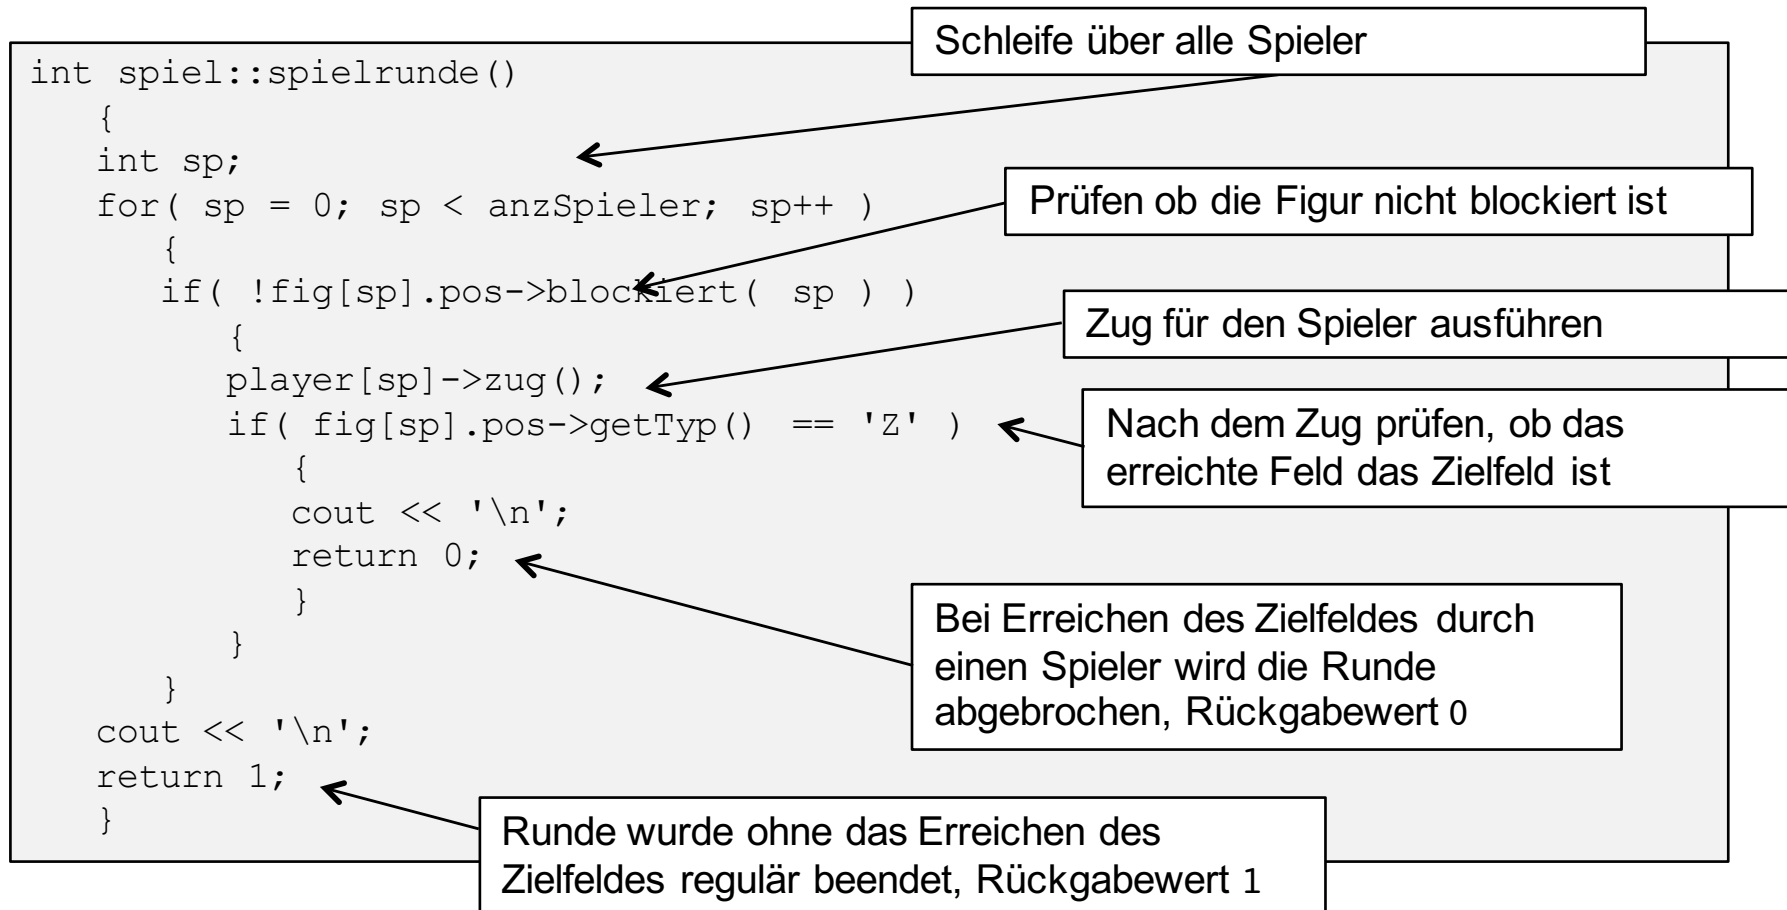 Schleife über alle Spieler
int spiel::spielrunde()
{
int sp;
for( sp = 0; sp < anzSpieler; sp++ )
Prüfen ob die Figur nicht blockiert ist
{
if( !fig[sp].pos->blockiert( sp ) )
{
Zug für den Spieler ausführen
player[sp]->zug();
if( fig[sp].pos->getTyp() == 'Z' )
Nach dem Zug prüfen, ob das
erreichte Feld das Zielfeld ist
{
cout << '\n';
return 0;
}
Bei Erreichen des Zielfeldes durch
einen Spieler wird die Runde
abgebrochen, Rückgabewert 0
}
}
cout << '\n';
return 1;
}
Runde wurde ohne das Erreichen des
Zielfeldes regulär beendet, Rückgabewert 1